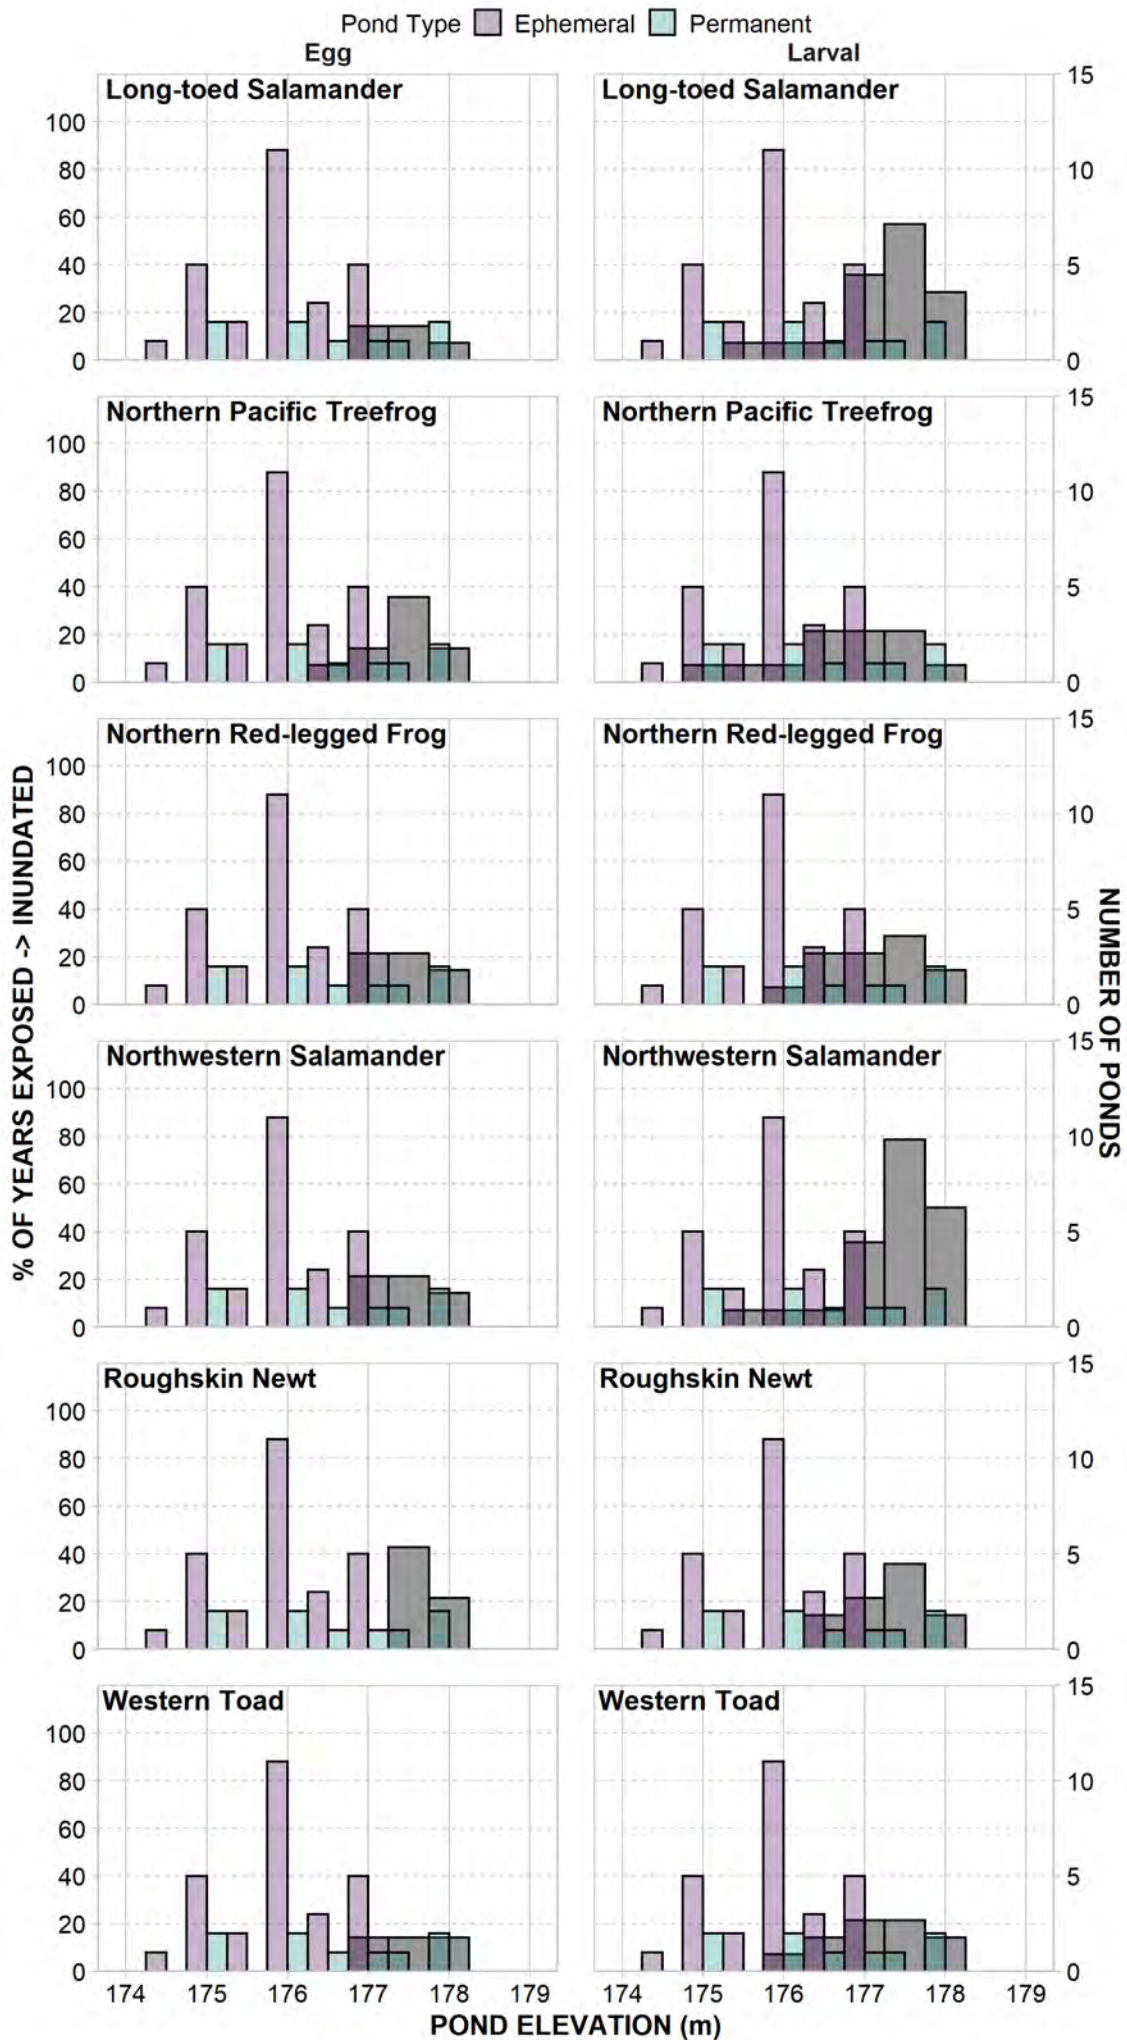 Pond Type Ephemeral Permanent
Egg Larval
Long-toed Salamander Long-toed Salamander
100 80 60 40 20 0
15 10 5 0
Northern Pacific Treefrog Northern Pacific Treefrog
100 80 60 40 20 0
15 10 5 0
Northern Red-legged Frog Northern Red-legged Frog
100 80 60 40 20 0
15 10 5 0
% OF YEARS EXPOSED -> INUNDATED
NUMBER OF PONDS
Northwestern Salamander Northwestern Salamander
100 80 60 40 20 0
15 10 5 0
Roughskin Newt Roughskin Newt
100 80 60 40 20 0
15 10 5 0
Western Toad Western Toad
100 80 60 40 20 0
15 10 5 0
174 175 176 177 178 179 174 175 176 177 178 179
POND ELEVATION (m)